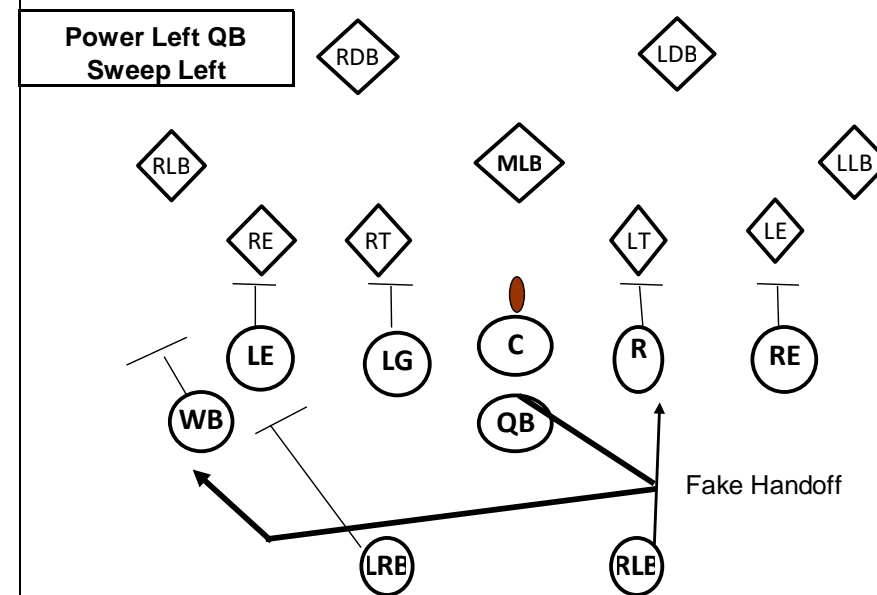 Power Left QB
Sweep Left
RDB
LDB
RLB
MLB
LLB
RE
RT
LT
LE
LE
LG
C
R
RE
WB
QB
Fake Handoff
LRB
RLB